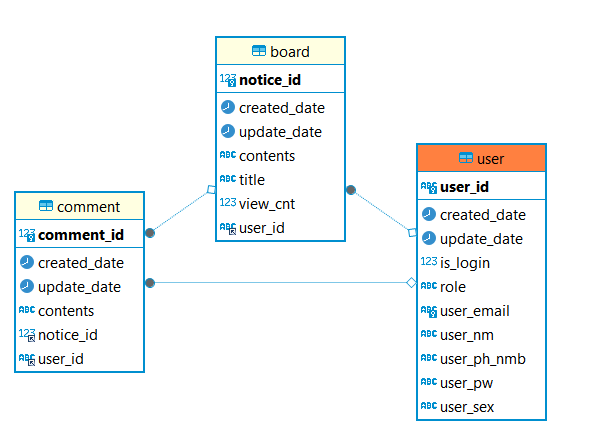 board
123 notice_id
created_date
update_date
ABC contents
ABC title
123 view_cnt
ABC user_id
user
ABC user_id
created_date
update_date
123 is_login
ABC role
ABC user_email
ABC user_nm
ABC user_ph_nmb
ABC user_pw
ABC user_sex
comment
123 comment_id
created_date
update_date
ABC contents
123 notice_id
ABC user_id